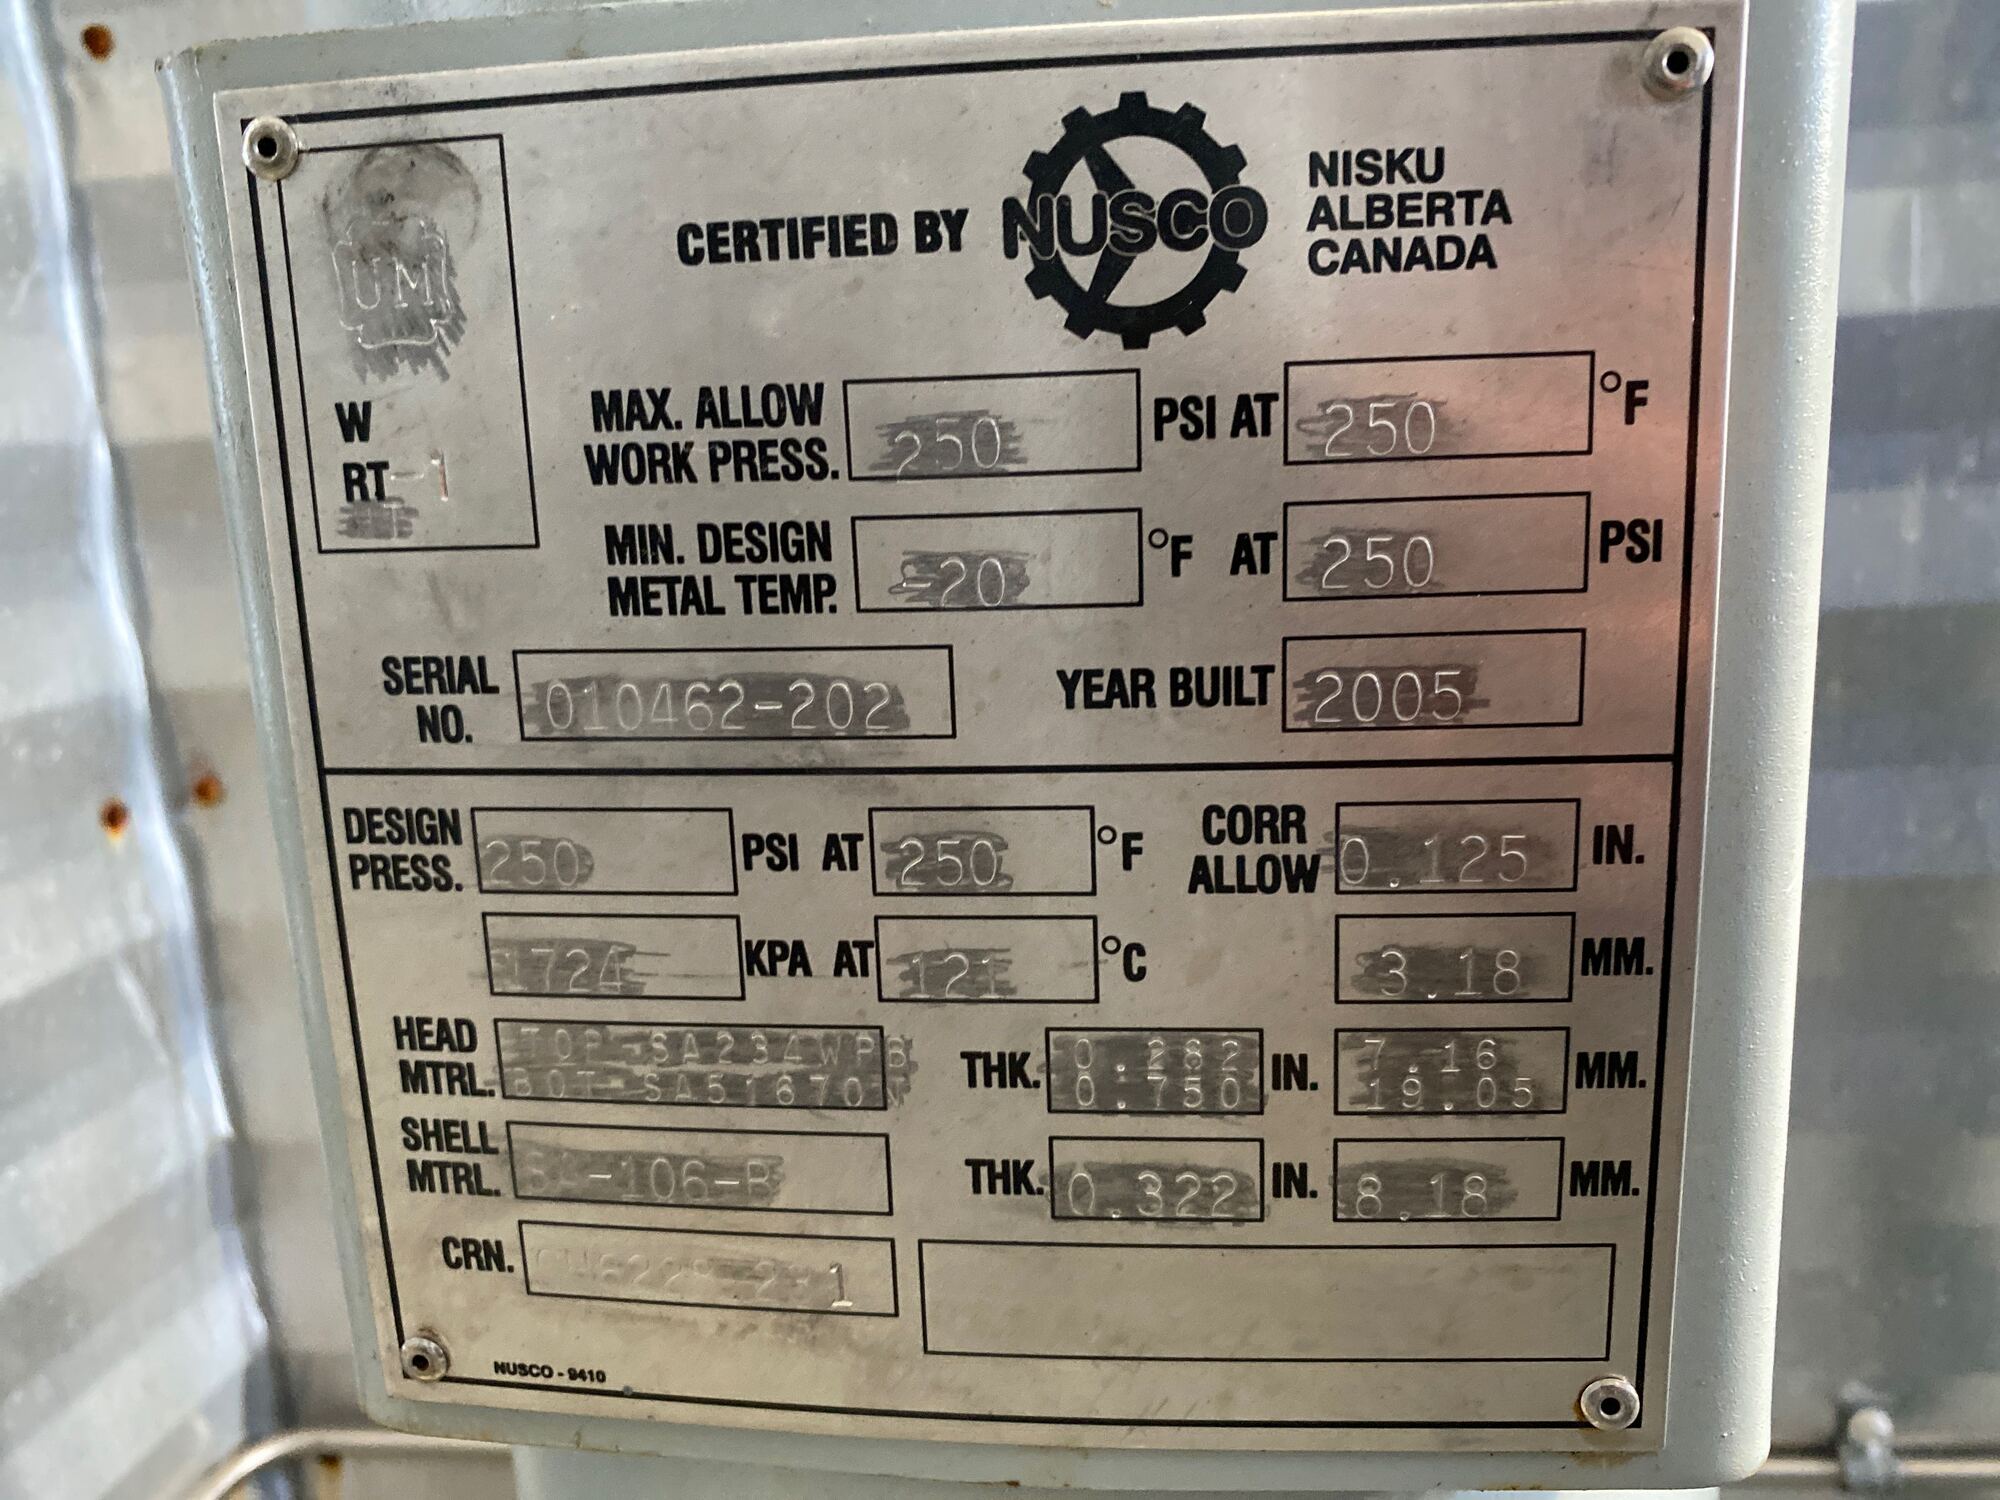 UM
CERTIFIED BY NUSCO
NISKU
ALBERTA
CANADA
W
RT-1
MAX. ALLOW
WORK PRESS. 250 PSI AT 250 °F
MIN. DESIGN
METAL TEMP. -20 °F AT 250 PSI
SERIAL
NO. 010462-202 YEAR BUILT 2005
DESIGN
PRESS. 250 PSI AT 250 °F CORR
ALLOW 0.125 IN.
1724 KPA AT 121 °C 3.18 MM.
HEAD
MTRL. TOP-SA234WPB THK. 0.282 IN. 7.16 MM.
BOT-SA51670N 0.750 19.05
SHELL
MTRL. SA-106-B THK. 0.322 IN. 8.18 MM.
CRN.
NUSCO - 9410